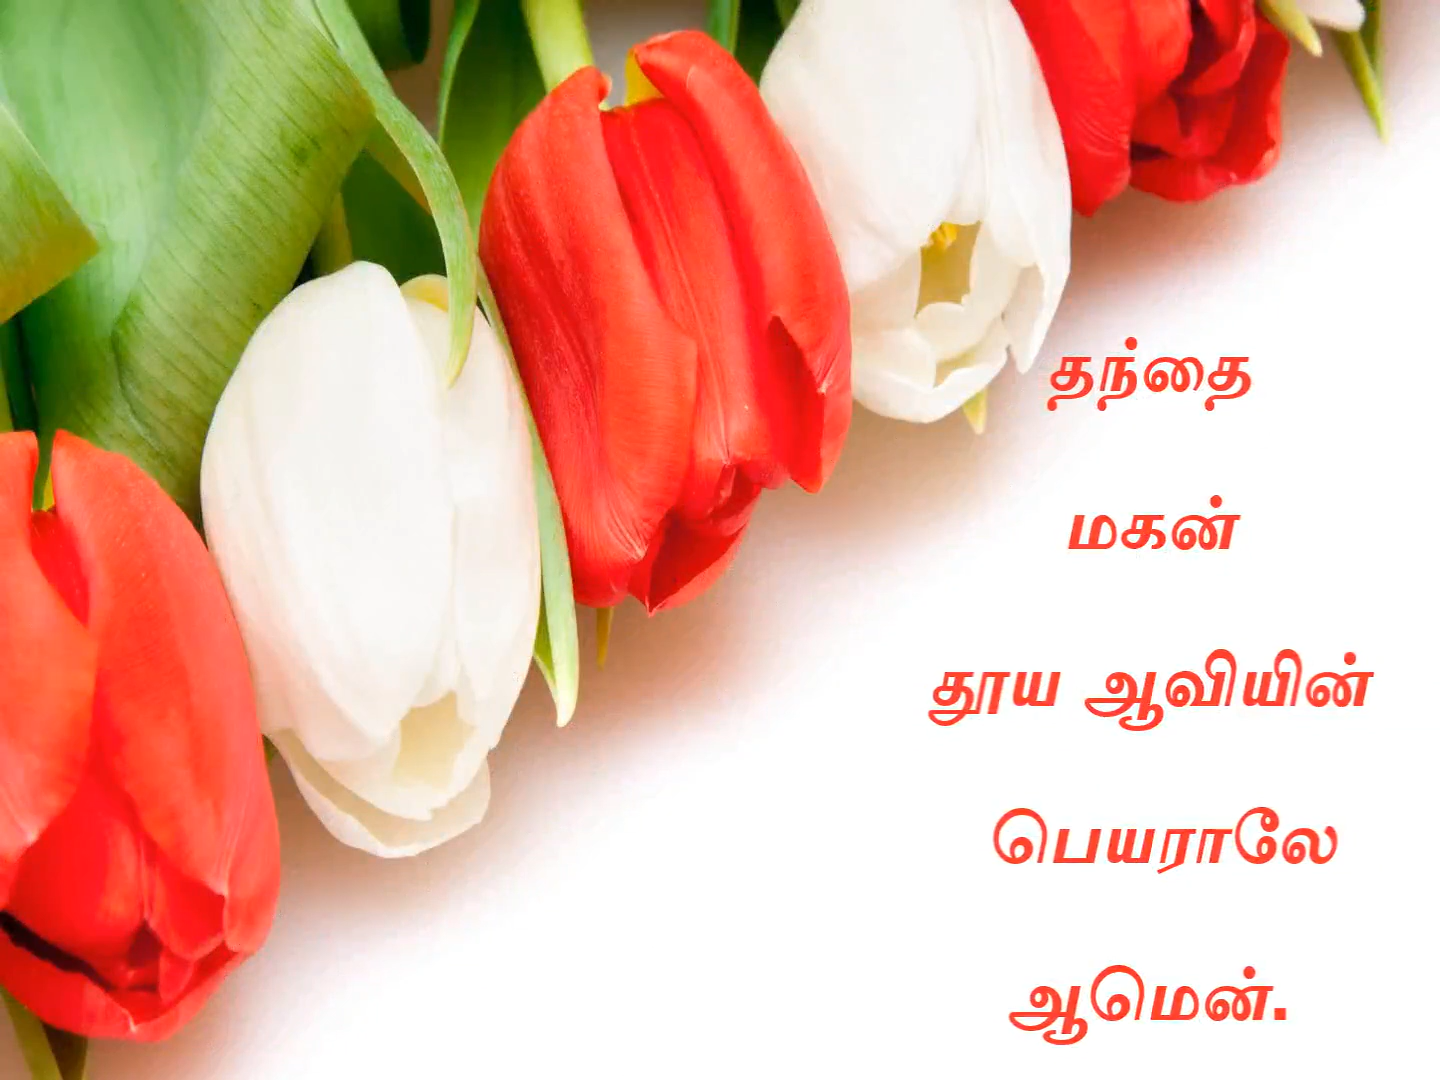 தந்தை
மகன்
தூய ஆவியின்
பெயராலே
ஆமென்.